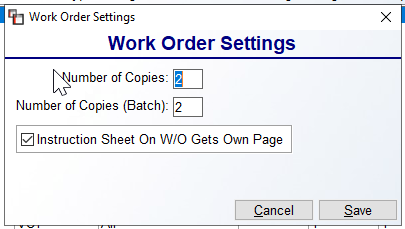 Work Order Settings
Work Order Settings
Number of Copies: 2
Number of Copies (Batch): 2
Instruction Sheet On W/O Gets Own Page
Cancel Save